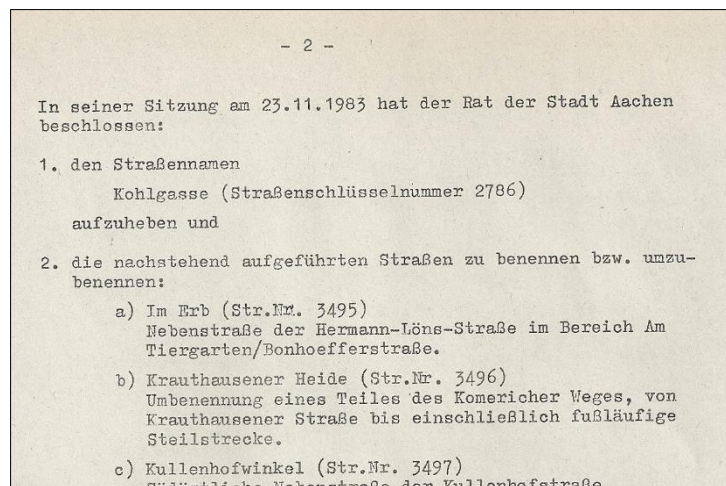 - 2 -
In seiner Sitzung am 23.11.1983 hat der Rat der Stadt Aachen
beschlossen:
1. den Straßennamen
Kohlgasse (Straßenschlüsselnummer 2786)
aufzuheben und
2. die nachstehend aufgeführten Straßen zu benennen bzw. umzu-
benennen:
a) Im Erb (Str.Nr. 3495)
Nebenstraße der Hermann-Löns-Straße im Bereich Am
Tiergarten/Bonhoefferstraße.
b) Krauthausener Heide (Str.Nr. 3496)
Umbenennung eines Teiles des Komericher Weges, von
Krauthausener Straße bis einschließlich fußläufige
Steilstrecke.
c) Kullenhofwinkel (Str.Nr. 3497)
Nebenstraße der Kullenhofstraße